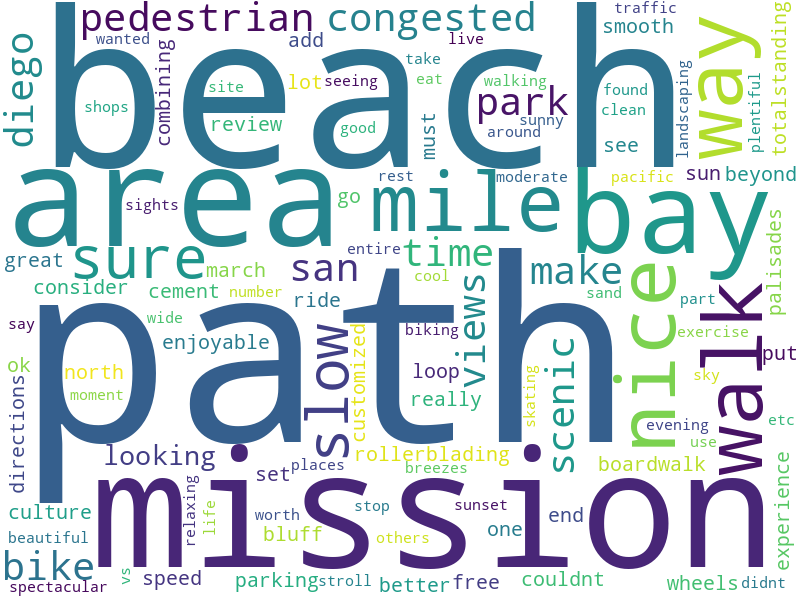 pedestrian
congested
traffic
smooth
wanted
add
live
diego
beach
way
combining
take
site
lot
seeing
eat
walking
park
found
landscaping
plentiful
totalstanding
shops
review
good
must
sunny
around
clean
see
area
mile
rest
moderate
bay
pacific
sun
beyond
sights
go
great
sure
march
san
entire
time
cool
make
sand
part
palisades
consider
cement
number
ride
views
nice
walk
say
wide
enjoyable
path
slow
customized
biking
loop
really
scenic
exercise
put
ok
north
moment
directions
skating
sky
evening
etc
use
looking
set
places
rollerblading
breezes
boardwalk
experience
culture
relaxing
life
mission
worth
bluff
stop
sunset
others
one
end
beautiful
bike
spectacular
vs
speed
parking
stroll
better
free
couldnt
wheels
didnt